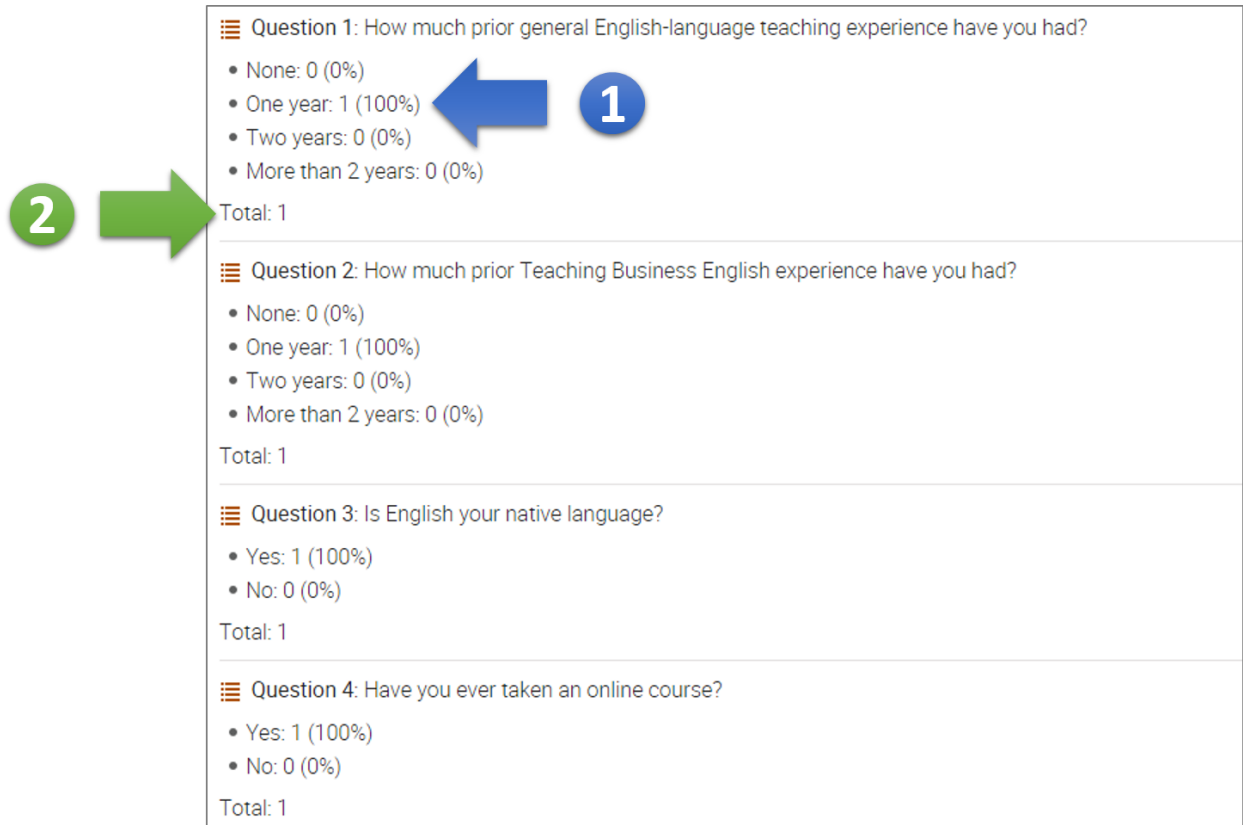 Question 1: How much prior general English-language teaching experience have you had?
• None: 0 (0%)
• One year: 1 (100%)
1
• Two years: 0 (0%)
• More than 2 years: 0 (0%)
2
Total: 1
Question 2: How much prior Teaching Business English experience have you had?
• None: 0 (0%)
• One year: 1 (100%)
• Two years: 0 (0%)
• More than 2 years: 0 (0%)
Total: 1
Question 3: Is English your native language?
• Yes: 1 (100%)
• No: 0 (0%)
Total: 1
Question 4: Have you ever taken an online course?
• Yes: 1 (100%)
• No: 0 (0%)
Total: 1